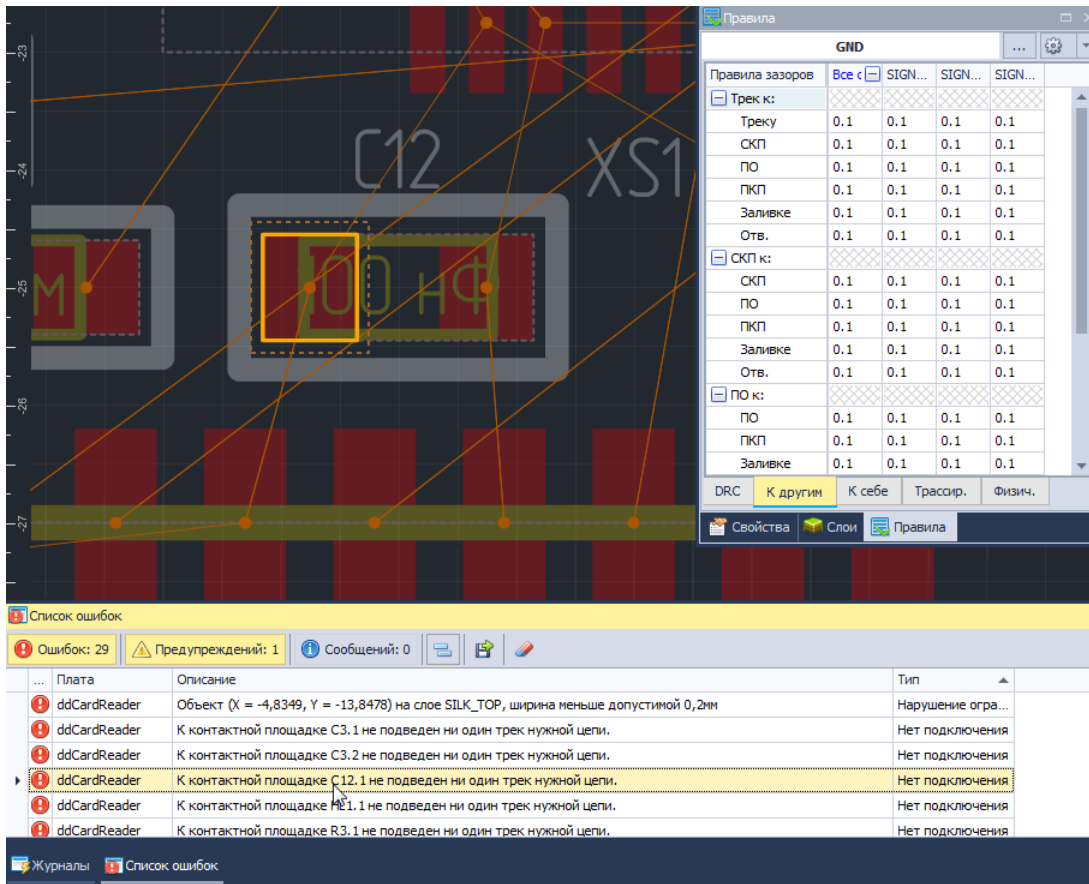 Правила
GND
...
Правила зазоров Все с SIGN... SIGN... SIGN...
Трек к:
Треку 0.1 0.1 0.1 0.1
СКП 0.1 0.1 0.1 0.1
ПО 0.1 0.1 0.1 0.1
ПКП 0.1 0.1 0.1 0.1
Заливке 0.1 0.1 0.1 0.1
Отв. 0.1 0.1 0.1 0.1
СКП к:
СКП 0.1 0.1 0.1 0.1
ПО 0.1 0.1 0.1 0.1
ПКП 0.1 0.1 0.1 0.1
Заливке 0.1 0.1 0.1 0.1
Отв. 0.1 0.1 0.1 0.1
ПО к:
ПО 0.1 0.1 0.1 0.1
ПКП 0.1 0.1 0.1 0.1
Заливке 0.1 0.1 0.1 0.1
DRC К другим К себе Трассир. Физич.
Свойства Слои Правила
-23
-24
-25
-26
-27
C12
XS1
М
100 нФ
Список ошибок
Ошибок: 29 Предупреждений: 1 Сообщений: 0
... Плата Описание Тип
ddCardReader Объект (X = -4,8349, Y = -13,8478) на слое SILK_TOP, ширина меньше допустимой 0,2мм Нарушение огра...
ddCardReader К контактной площадке C3.1 не подведен ни один трек нужной цепи. Нет подключения
ddCardReader К контактной площадке C3.2 не подведен ни один трек нужной цепи. Нет подключения
ddCardReader К контактной площадке C12.1 не подведен ни один трек нужной цепи. Нет подключения
ddCardReader К контактной площадке HL1.1 не подведен ни один трек нужной цепи. Нет подключения
ddCardReader К контактной площадке R3.1 не подведен ни один трек нужной цепи. Нет подключения
Журналы Список ошибок